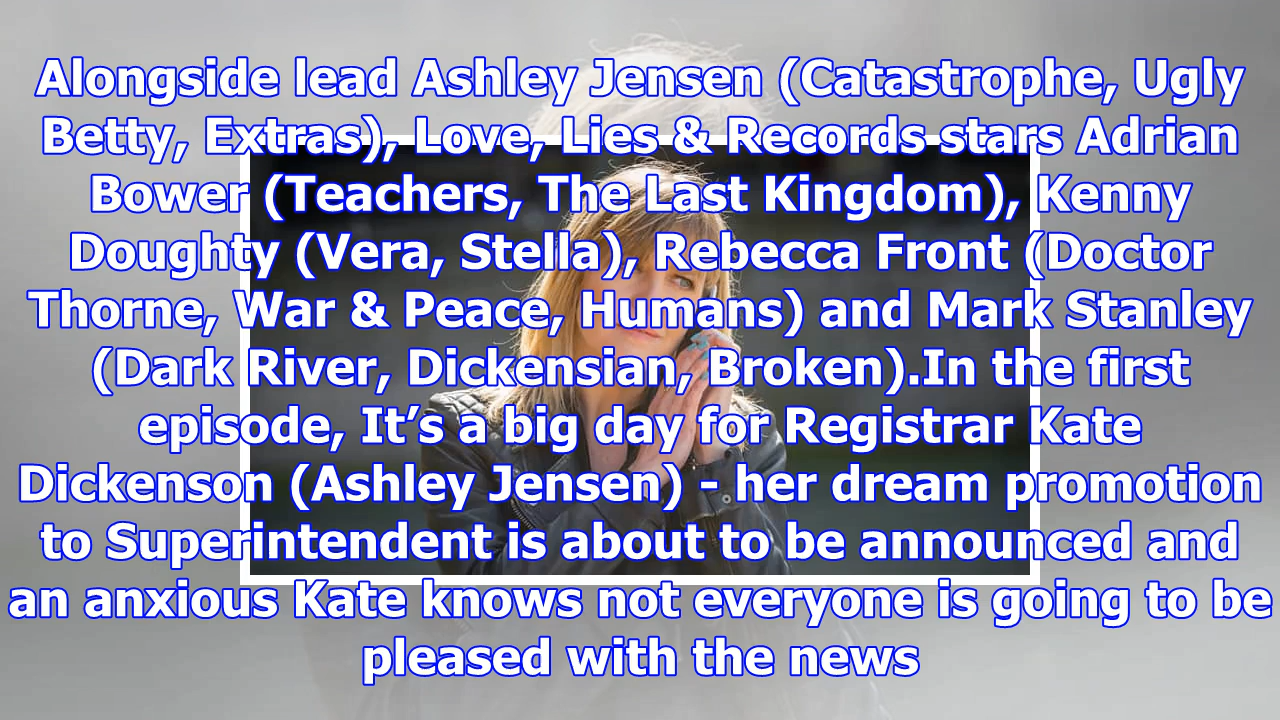 Alongside lead Ashley Jensen (Catastrophe, Ugly
Betty, Extras), Love, Lies & Records stars Adrian
Bower (Teachers, The Last Kingdom), Kenny
Doughty (Vera, Stella), Rebecca Front (Doctor
Thorne, War & Peace, Humans) and Mark Stanley
(Dark River, Dickensian, Broken).In the first
episode, It’s a big day for Registrar Kate
Dickenson (Ashley Jensen) - her dream promotion
to Superintendent is about to be announced and
an anxious Kate knows not everyone is going to be
pleased with the news